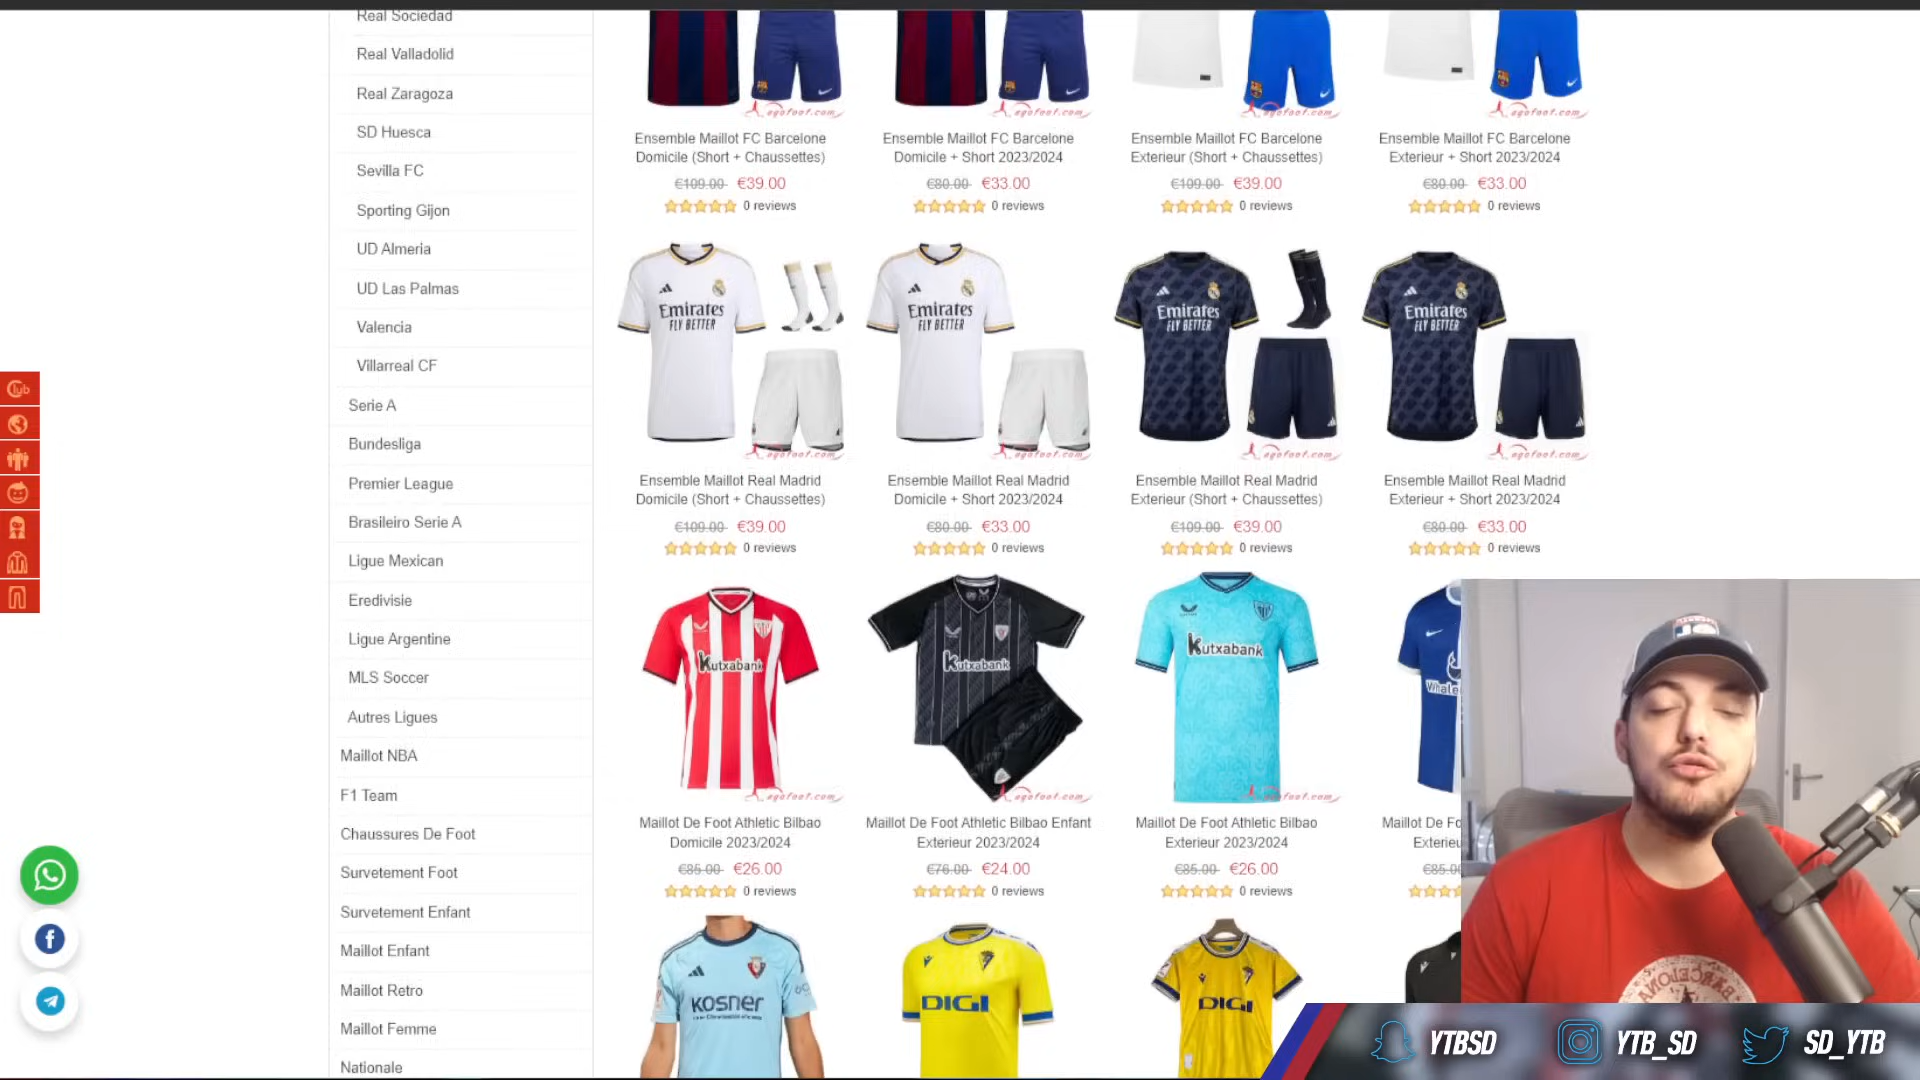 Real Sociedad
Real Valladolid
Real Zaragoza
SD Huesca
Sevilla FC
Sporting Gijon
UD Almeria
UD Las Palmas
Valencia
Villarreal CF
Serie A
Bundesliga
Premier League
Brasileiro Serie A
Ligue Mexican
Eredivisie
Ligue Argentine
MLS Soccer
Autres Ligues
Maillot NBA
F1 Team
Chaussures De Foot
Survetement Foot
Survetement Enfant
Maillot Enfant
Maillot Retro
Maillot Femme
Nationale
Club
Ensemble Maillot FC Barcelone
Domicile (Short + Chaussettes)
€109.00 €39.00
0 reviews
Ensemble Maillot FC Barcelone
Domicile + Short 2023/2024
€80.00 €33.00
0 reviews
Ensemble Maillot FC Barcelone
Exterieur (Short + Chaussettes)
€109.00 €39.00
0 reviews
Ensemble Maillot FC Barcelone
Exterieur + Short 2023/2024
€80.00 €33.00
0 reviews
Emirates
FLY BETTER
Emirates
FLY BETTER
Emirates
FLY BETTER
Emirates
FLY BETTER
Ensemble Maillot Real Madrid
Domicile (Short + Chaussettes)
€109.00 €39.00
0 reviews
Ensemble Maillot Real Madrid
Domicile + Short 2023/2024
€80.00 €33.00
0 reviews
Ensemble Maillot Real Madrid
Exterieur (Short + Chaussettes)
€109.00 €39.00
0 reviews
Ensemble Maillot Real Madrid
Exterieur + Short 2023/2024
€80.00 €33.00
0 reviews
Kutxabank
Kutxabank
Kutxabank
Whale
Maillot De Foot Athletic Bilbao
Domicile 2023/2024
€85.00 €26.00
0 reviews
Maillot De Foot Athletic Bilbao Enfant
Exterieur 2023/2024
€76.00 €24.00
0 reviews
Maillot De Foot Athletic Bilbao
Exterieur 2023/2024
€85.00 €26.00
0 reviews
Maillot De Fo
Exterieu
€85.0
KOSNER
DIGI
DIGI
BARCELONA
YTBSD
YTB_SD
SD_YTB